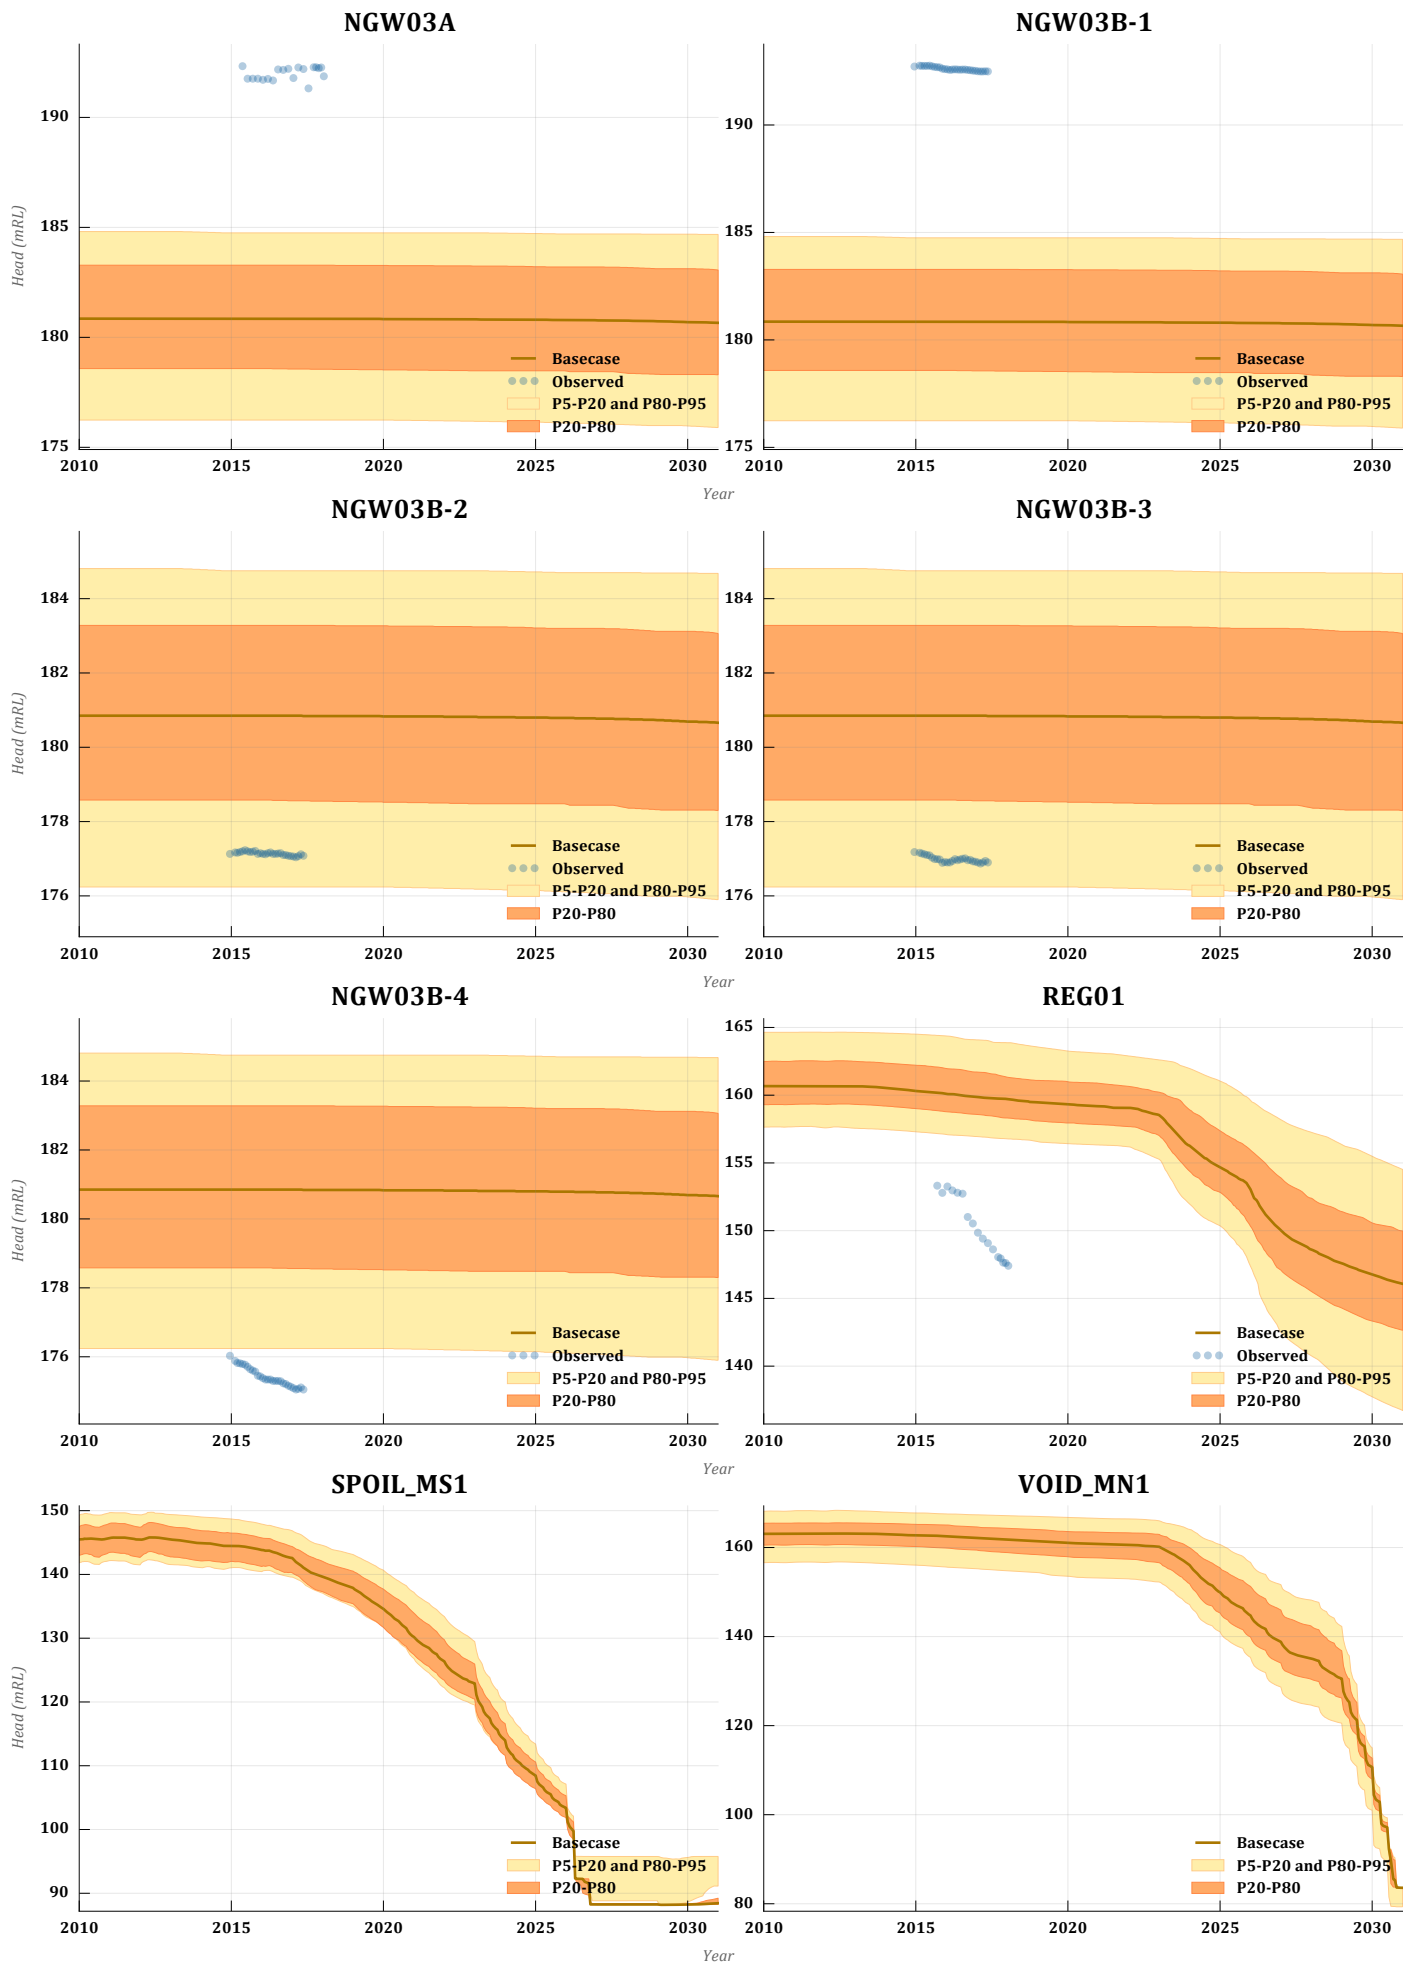 NGW03A
NGW03B-1
Head (mRL)
190
185
180
175
2010 2015 2020 2025 2030
Basecase
Observed
P5-P20 and P80-P95
P20-P80
190
185
180
175
2010 2015 2020 2025 2030
Basecase
Observed
P5-P20 and P80-P95
P20-P80
Year
NGW03B-2
NGW03B-3
Head (mRL)
184
182
180
178
176
2010 2015 2020 2025 2030
Basecase
Observed
P5-P20 and P80-P95
P20-P80
184
182
180
178
176
2010 2015 2020 2025 2030
Basecase
Observed
P5-P20 and P80-P95
P20-P80
Year
NGW03B-4
REG01
Head (mRL)
184
182
180
178
176
2010 2015 2020 2025 2030
Basecase
Observed
P5-P20 and P80-P95
P20-P80
165
160
155
150
145
140
2010 2015 2020 2025 2030
Basecase
Observed
P5-P20 and P80-P95
P20-P80
Year
SPOIL_MS1
VOID_MN1
Head (mRL)
150
140
130
120
110
100
90
2010 2015 2020 2025 2030
Basecase
P5-P20 and P80-P95
P20-P80
160
140
120
100
80
2010 2015 2020 2025 2030
Basecase
P5-P20 and P80-P95
P20-P80
Year